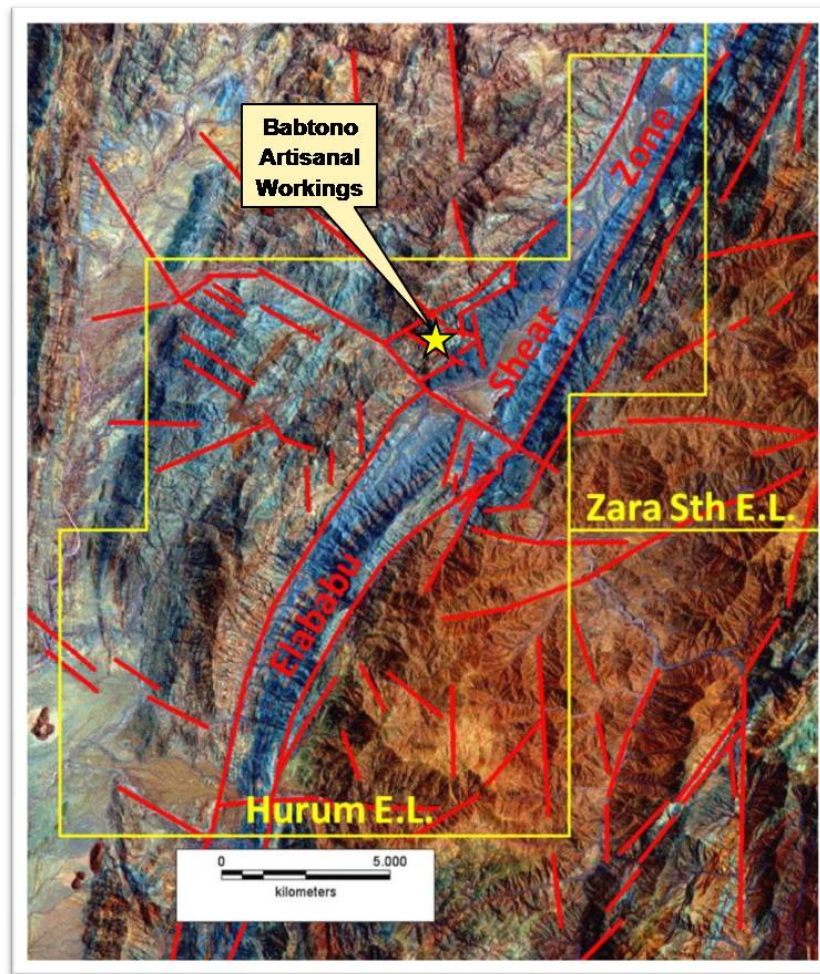 Babtono
Artisanal
Workings
Zone
Shear
Zara Sth E.L.
Elababu
Hurum E.L.
0 5.000
kilometers